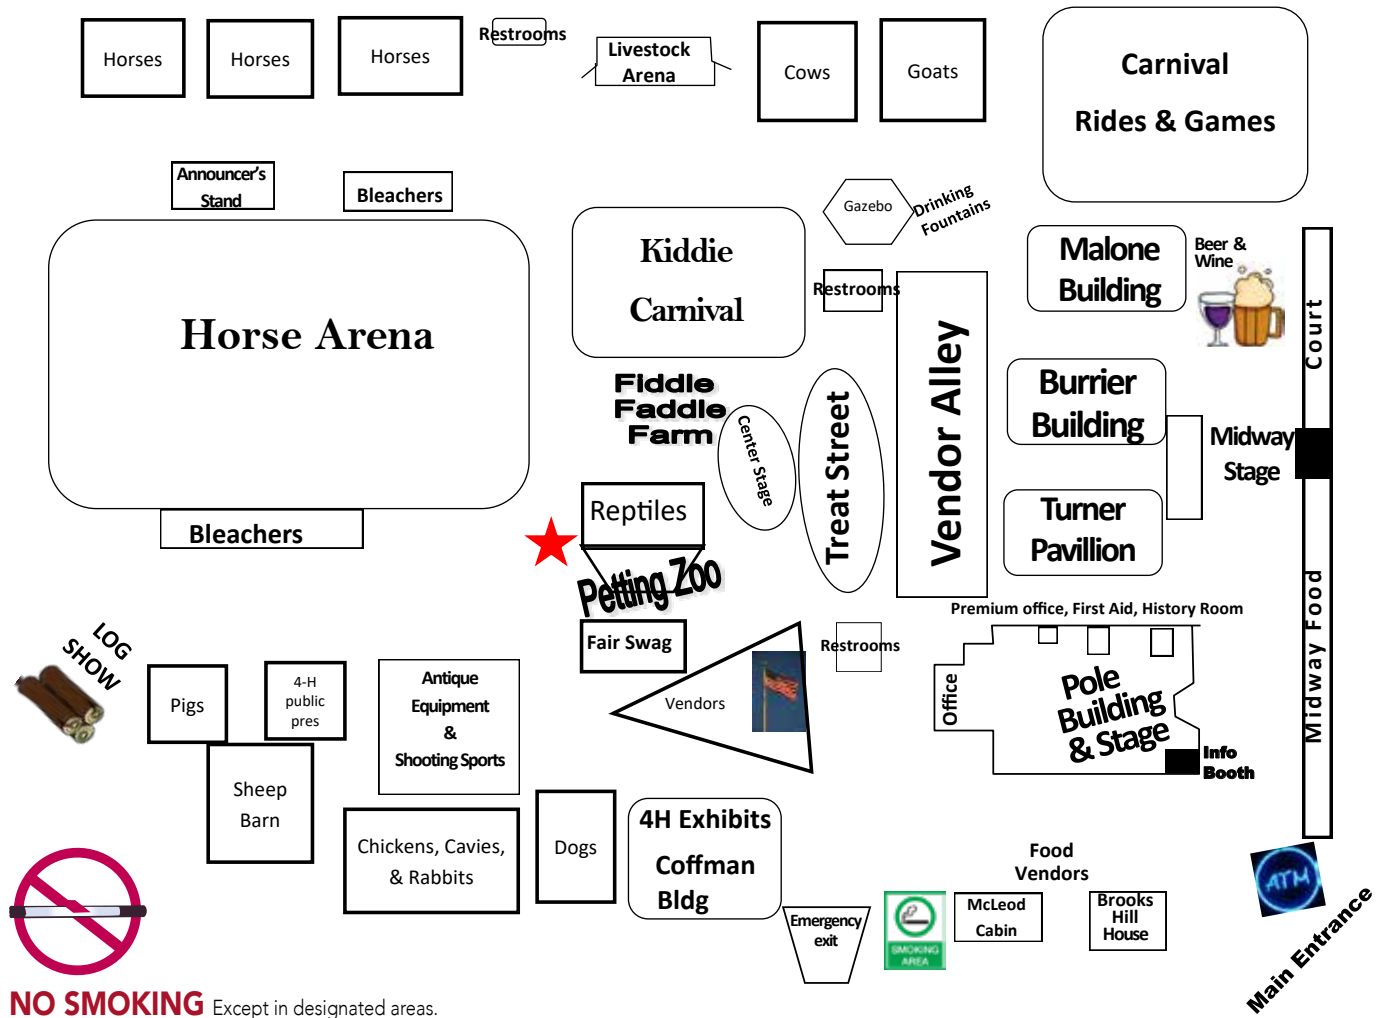 Horses
Horses
Horses
Restrooms
Livestock
Arena
Cows
Goats
Carnival
Rides & Games
Announcer's
Stand
Bleachers
Gazebo
Drinking
Fountains
Kiddie
Carnival
Restrooms
Malone
Building
Beer &
Wine
Horse Arena
Court
Vendor Alley
Fiddle
Faddle
Farm
Center Stage
Treat Street
Burrier
Building
Midway
Stage
Bleachers
Reptiles
Petting Zoo
Turner
Pavillion
Midway Food
Premium office, First Aid, History Room
LOG
SHOW
Pigs
4-H
public
pres
Antique
Equipment
&
Shooting Sports
Fair Swag
Vendors
Restrooms
Office
Pole
Building
& Stage
Info
Booth
Sheep
Barn
Chickens, Cavies,
& Rabbits
Dogs
4H Exhibits
Coffman
Bldg
Food
Vendors
ATM
Emergency
exit
SMOKING
AREA
McLeod
Cabin
Brooks
Hill
House
Main Entrance
NO SMOKING Except in designated areas.